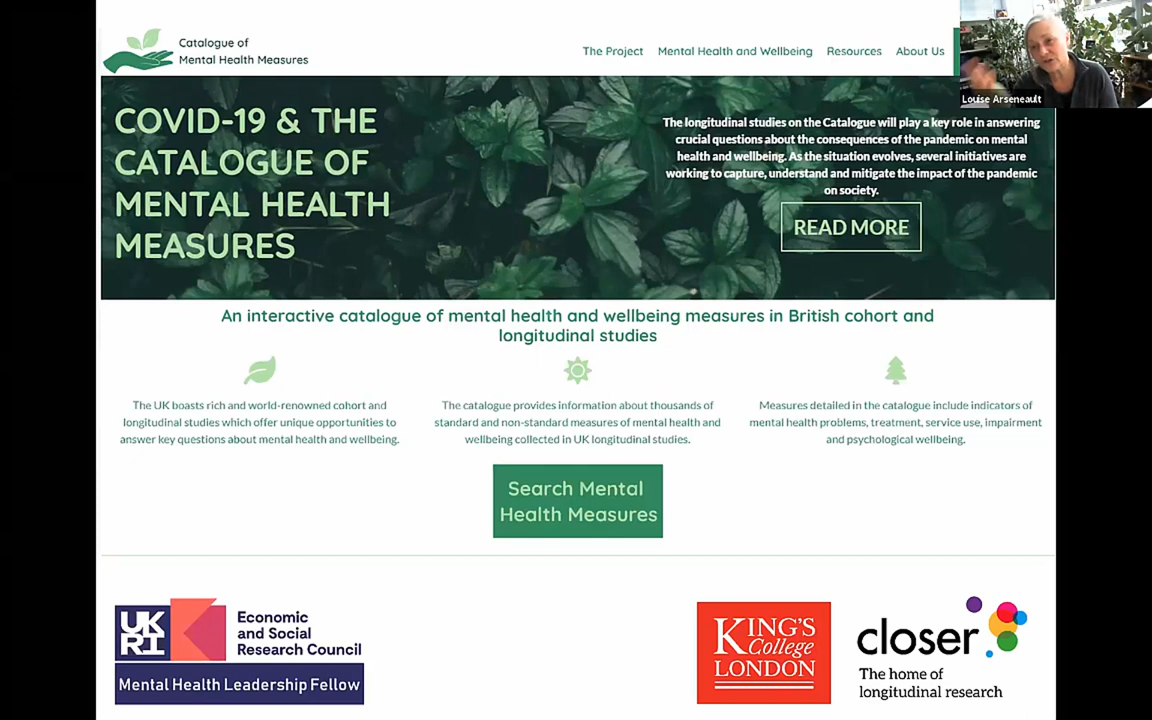 Catalogue of
Mental Health Measures
The Project
Mental Health and Wellbeing
Resources
About Us
Louise Arseneault
COVID-19 & THE
CATALOGUE OF
MENTAL HEALTH
MEASURES
The longitudinal studies on the Catalogue will play a key role in answering
crucial questions about the consequences of the pandemic on mental
health and wellbeing. As the situation evolves, several initiatives are
working to capture, understand and mitigate the impact of the pandemic
on society.
READ MORE
An interactive catalogue of mental health and wellbeing measures in British cohort and
longitudinal studies
The UK boasts rich and world-renowned cohort and
longitudinal studies which offer unique opportunities to
answer key questions about mental health and wellbeing.
The catalogue provides information about thousands of
standard and non-standard measures of mental health and
wellbeing collected in UK longitudinal studies.
Measures detailed in the catalogue include indicators of
mental health problems, treatment, service use, impairment
and psychological wellbeing.
Search Mental
Health Measures
UK
RI
Economic
and Social
Research Council
Mental Health Leadership Fellow
KING'S
College
LONDON
closer
The home of
longitudinal research